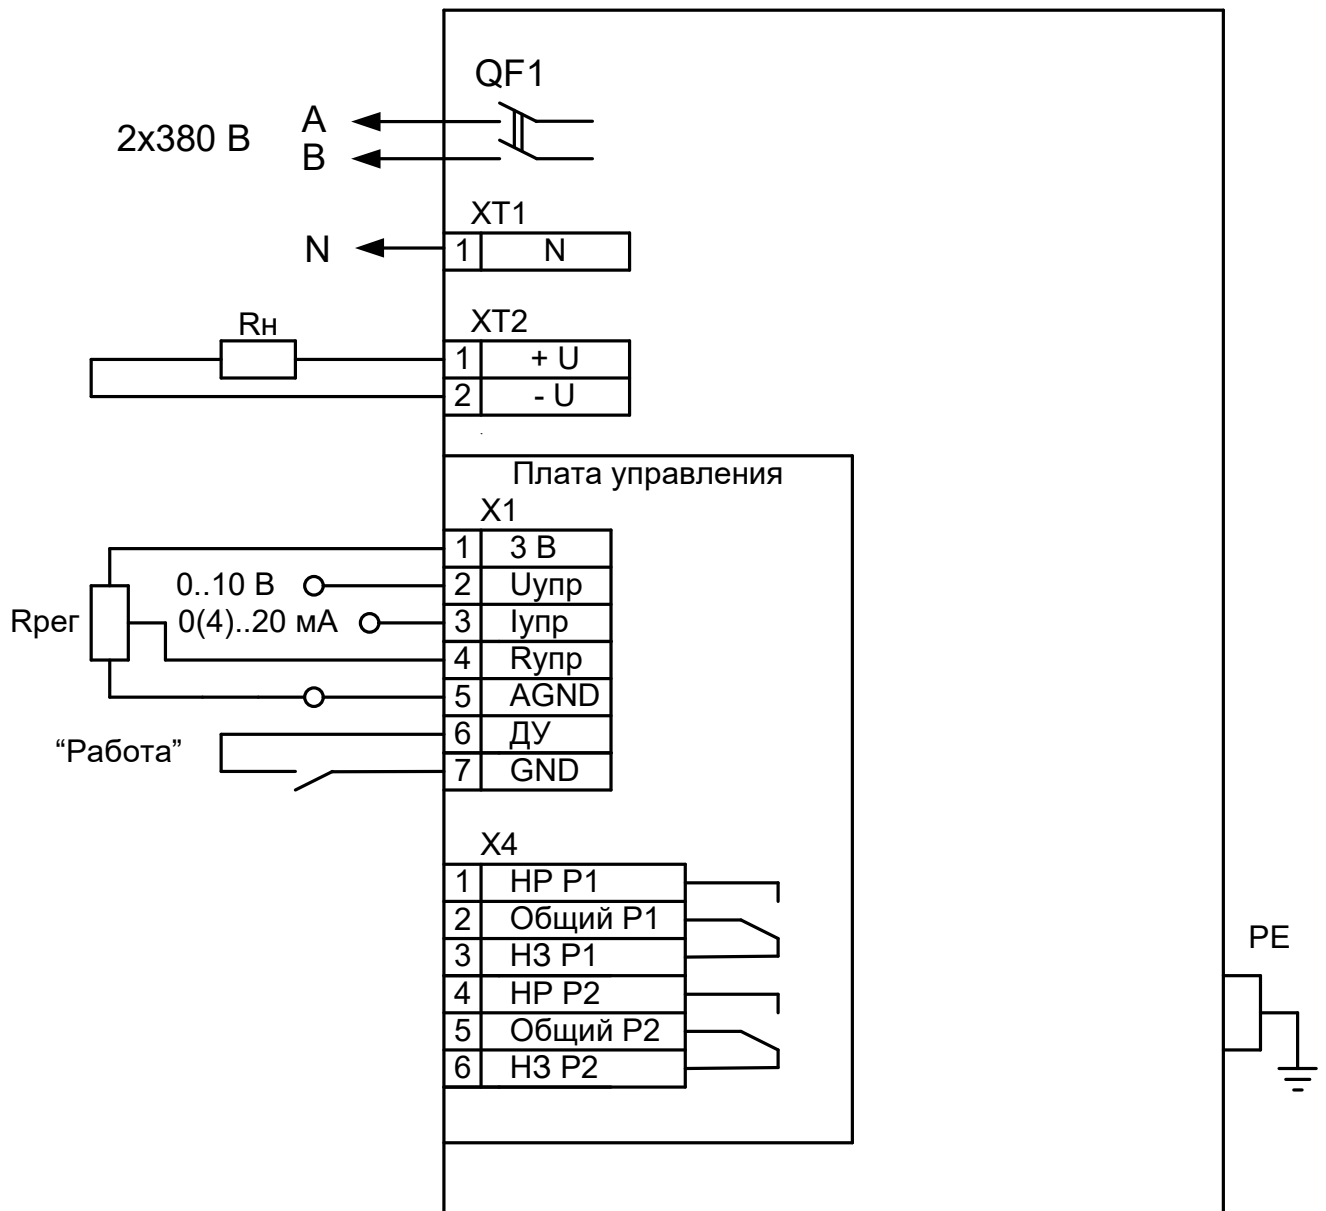 QF1
2x380 В
A
B
XT1
N
1 N
Rн
XT2
1 + U
2 - U
Плата управления
X1
1 3 В
0..10 В 2 Uупр
Rрег 0(4)..20 мА 3 Iупр
4 Rупр
5 AGND
6 ДУ
“Работа”
7 GND
X4
1 НР Р1
2 Общий Р1
3 НЗ Р1
4 НР Р2
5 Общий Р2
6 НЗ Р2
PE